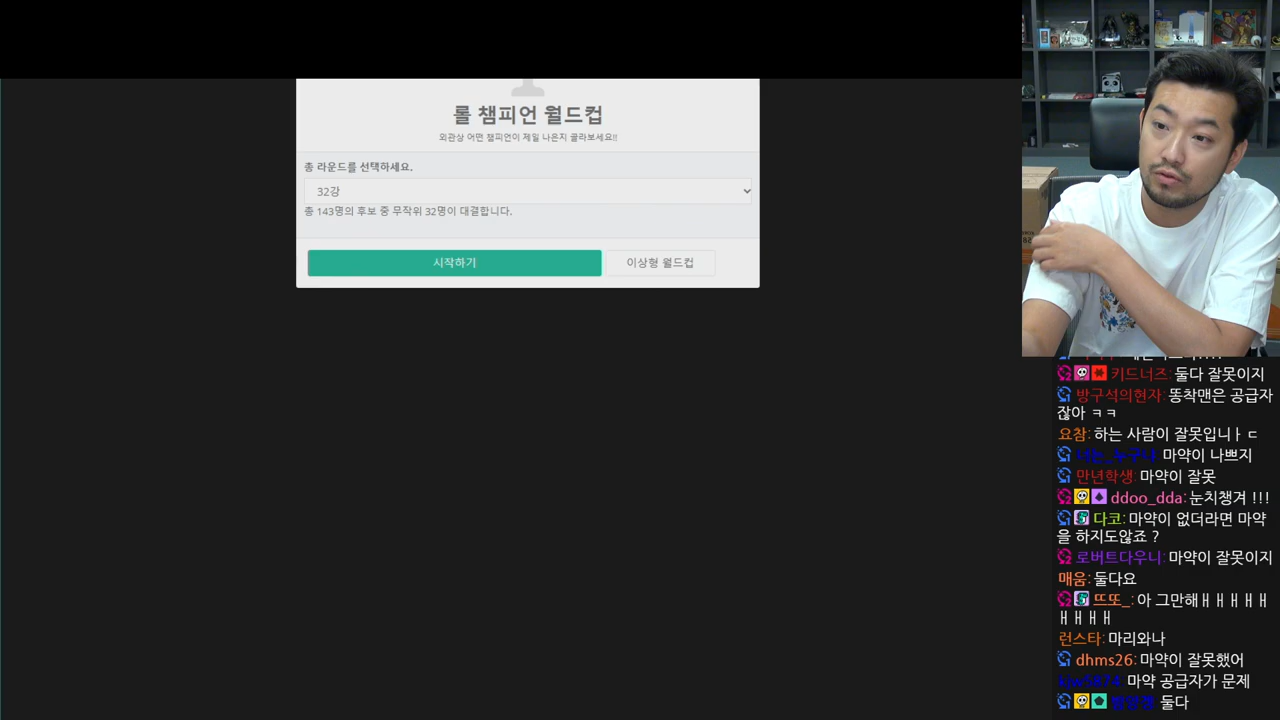 롤 챔피언 월드컵
외관상 어떤 챔피언이 제일 나은지 골라보세요!!
총 라운드를 선택하세요.
32강
총 143명의 후보 중 무작위 32명이 대결합니다.
시작하기
이상형 월드컵
키드너즈: 둘다 잘못이지
방구석의현자: 똥착맨은 공급자
잖아 ㅋㅋ
요참: 하는 사람이 잘못입니ㅏㄷ
마약이 나쁘지
만년학생: 마약이 잘못
ddoo_dda: 눈치챙겨 !!!
다코: 마약이 없더라면 마약
을 하지도않죠 ?
로버트다우니: 마약이 잘못이지
매움: 둘다요
뜨또_: 아 그만해ㅐㅐㅐㅐㅐ
ㅐㅐㅐㅐ
런스타: 마리와나
dhms26: 마약이 잘못했어
kjw5874: 마약 공급자가 문제
둘다